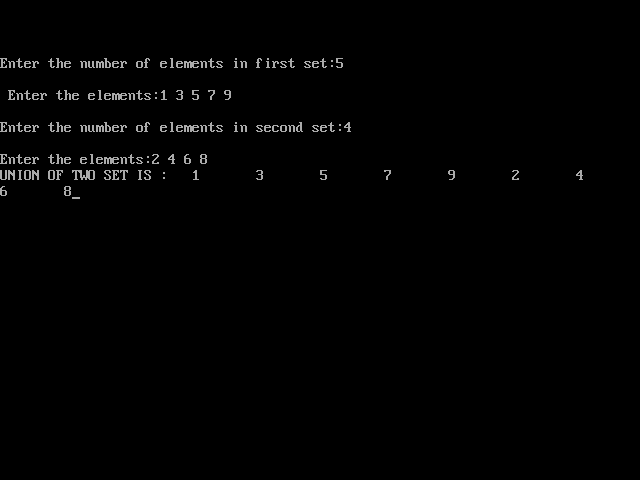 Enter the number of elements in first set:5
Enter the elements:1 3 5 7 9
Enter the number of elements in second set:4
Enter the elements:2 4 6 8
UNION OF TWO SET IS :   1       3       5       7       9       2       4
6       8_